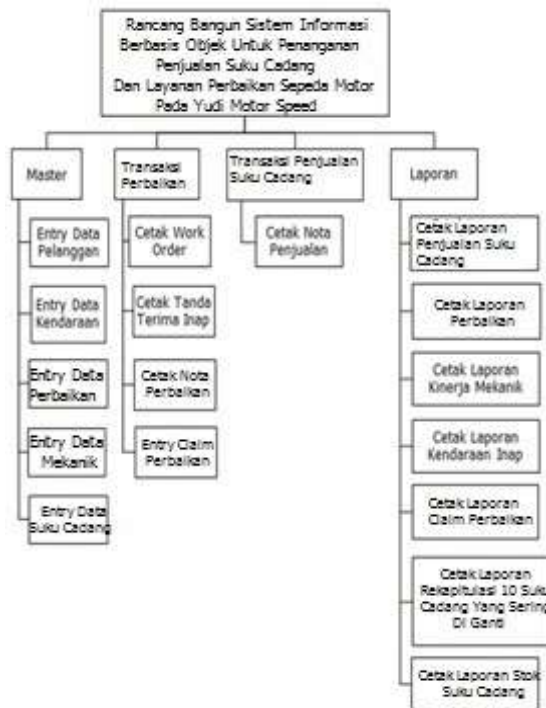 Rancang Bangun Sistem Informasi
Berbasis Objek Untuk Penanganan
Penjualan Suku Cadang
Dan Layanan Perbaikan Sepeda Motor
Pada Yudi Motor Speed
Master
Entry Data
Pelanggan
Entry Data
Kendaraan
Entry Data
Perbaikan
Entry Data
Mekanik
Entry Data
Suku Cadang
Transaksi
Perbaikan
Cetak Work
Order
Cetak Tanda
Terima Inap
Cetak Nota
Perbaikan
Entry Claim
Perbaikan
Transaksi Penjualan
Suku Cadang
Cetak Nota
Penjualan
Laporan
Cetak Laporan
Penjualan Suku
Cadang
Cetak Laporan
Perbaikan
Cetak Laporan
Kinerja Mekanik
Cetak Laporan
Kendaraan Inap
Cetak Laporan
Claim Perbaikan
Cetak Laporan
Rekapitulasi 10 Suku
Cadang Yang Sering
Di Ganti
Cetak Laporan Stok
Suku Cadang